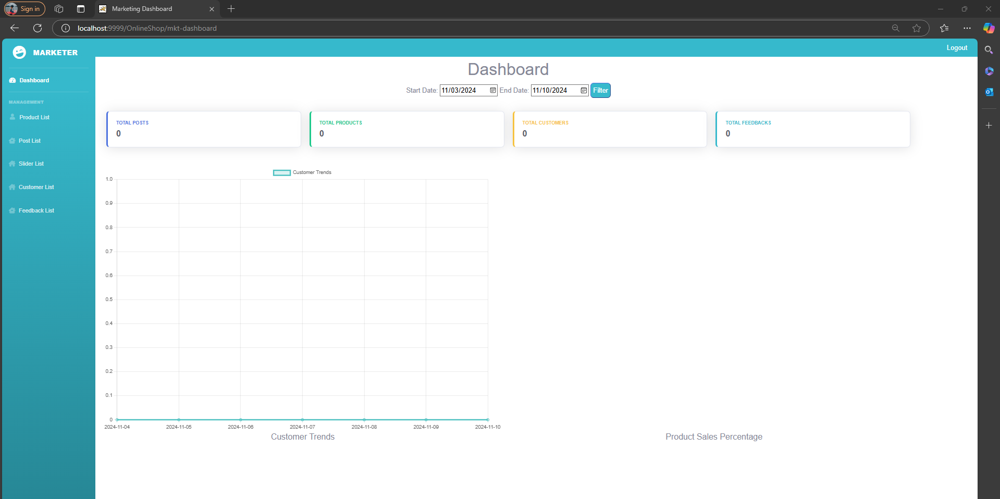 Sign in
Marketing Dashboard
localhost:9999/OnlineShop/mkt-dashboard
MARKETER
Logout
Dashboard
MANAGEMENT
Product List
Post List
Slider List
Customer List
Feedback List
Dashboard
Start Date: 11/03/2024 End Date: 11/10/2024 Filter
TOTAL POSTS
0
TOTAL PRODUCTS
0
TOTAL CUSTOMERS
0
TOTAL FEEDBACKS
0
Customer Trends
1.0
0.9
0.8
0.7
0.6
0.5
0.4
0.3
0.2
0.1
0
2024-11-04 2024-11-05 2024-11-06 2024-11-07 2024-11-08 2024-11-09 2024-11-10
Customer Trends
Product Sales Percentage